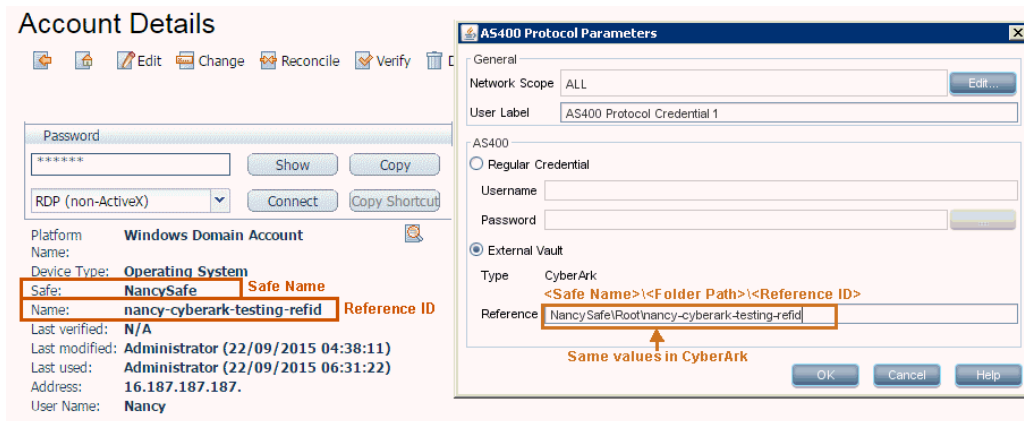 Account Details
Edit Change Reconcile Verify D
Password
******
Show Copy
RDP (non-ActiveX) Connect Copy Shortcut
Platform Name: Windows Domain Account
Device Type: Operating System
Safe: NancySafe Safe Name
Name: nancy-cyberark-testing-refid Reference ID
Last verified: N/A
Last modified: Administrator (22/09/2015 04:38:11)
Last used: Administrator (22/09/2015 06:31:22)
Address: 16.187.187.187.
User Name: Nancy
AS400 Protocol Parameters
General
Network Scope ALL Edit...
User Label AS400 Protocol Credential 1
AS400
Regular Credential
Username
Password ...
External Vault
Type CyberArk
<Safe Name>\<Folder Path>\<Reference ID>
Reference NancySafe\Root\nancy-cyberark-testing-refid
Same values in CyberArk
OK Cancel Help